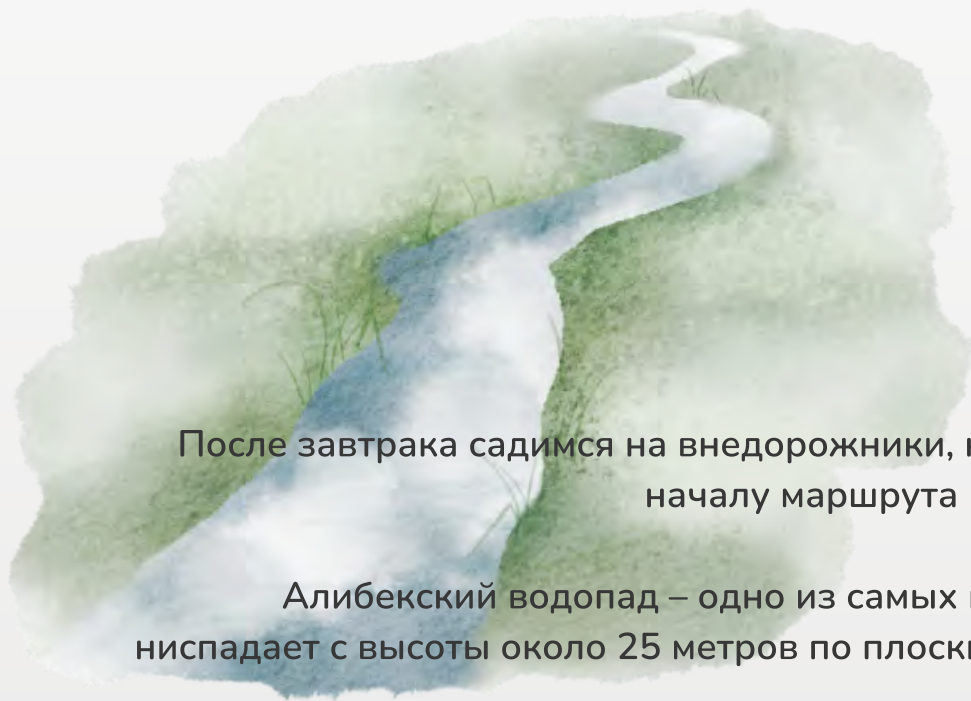 После завтрака садимся на внедорожники,
началу маршрута
Алибекский водопад – одно из самых
ниспадает с высоты около 25 метров по